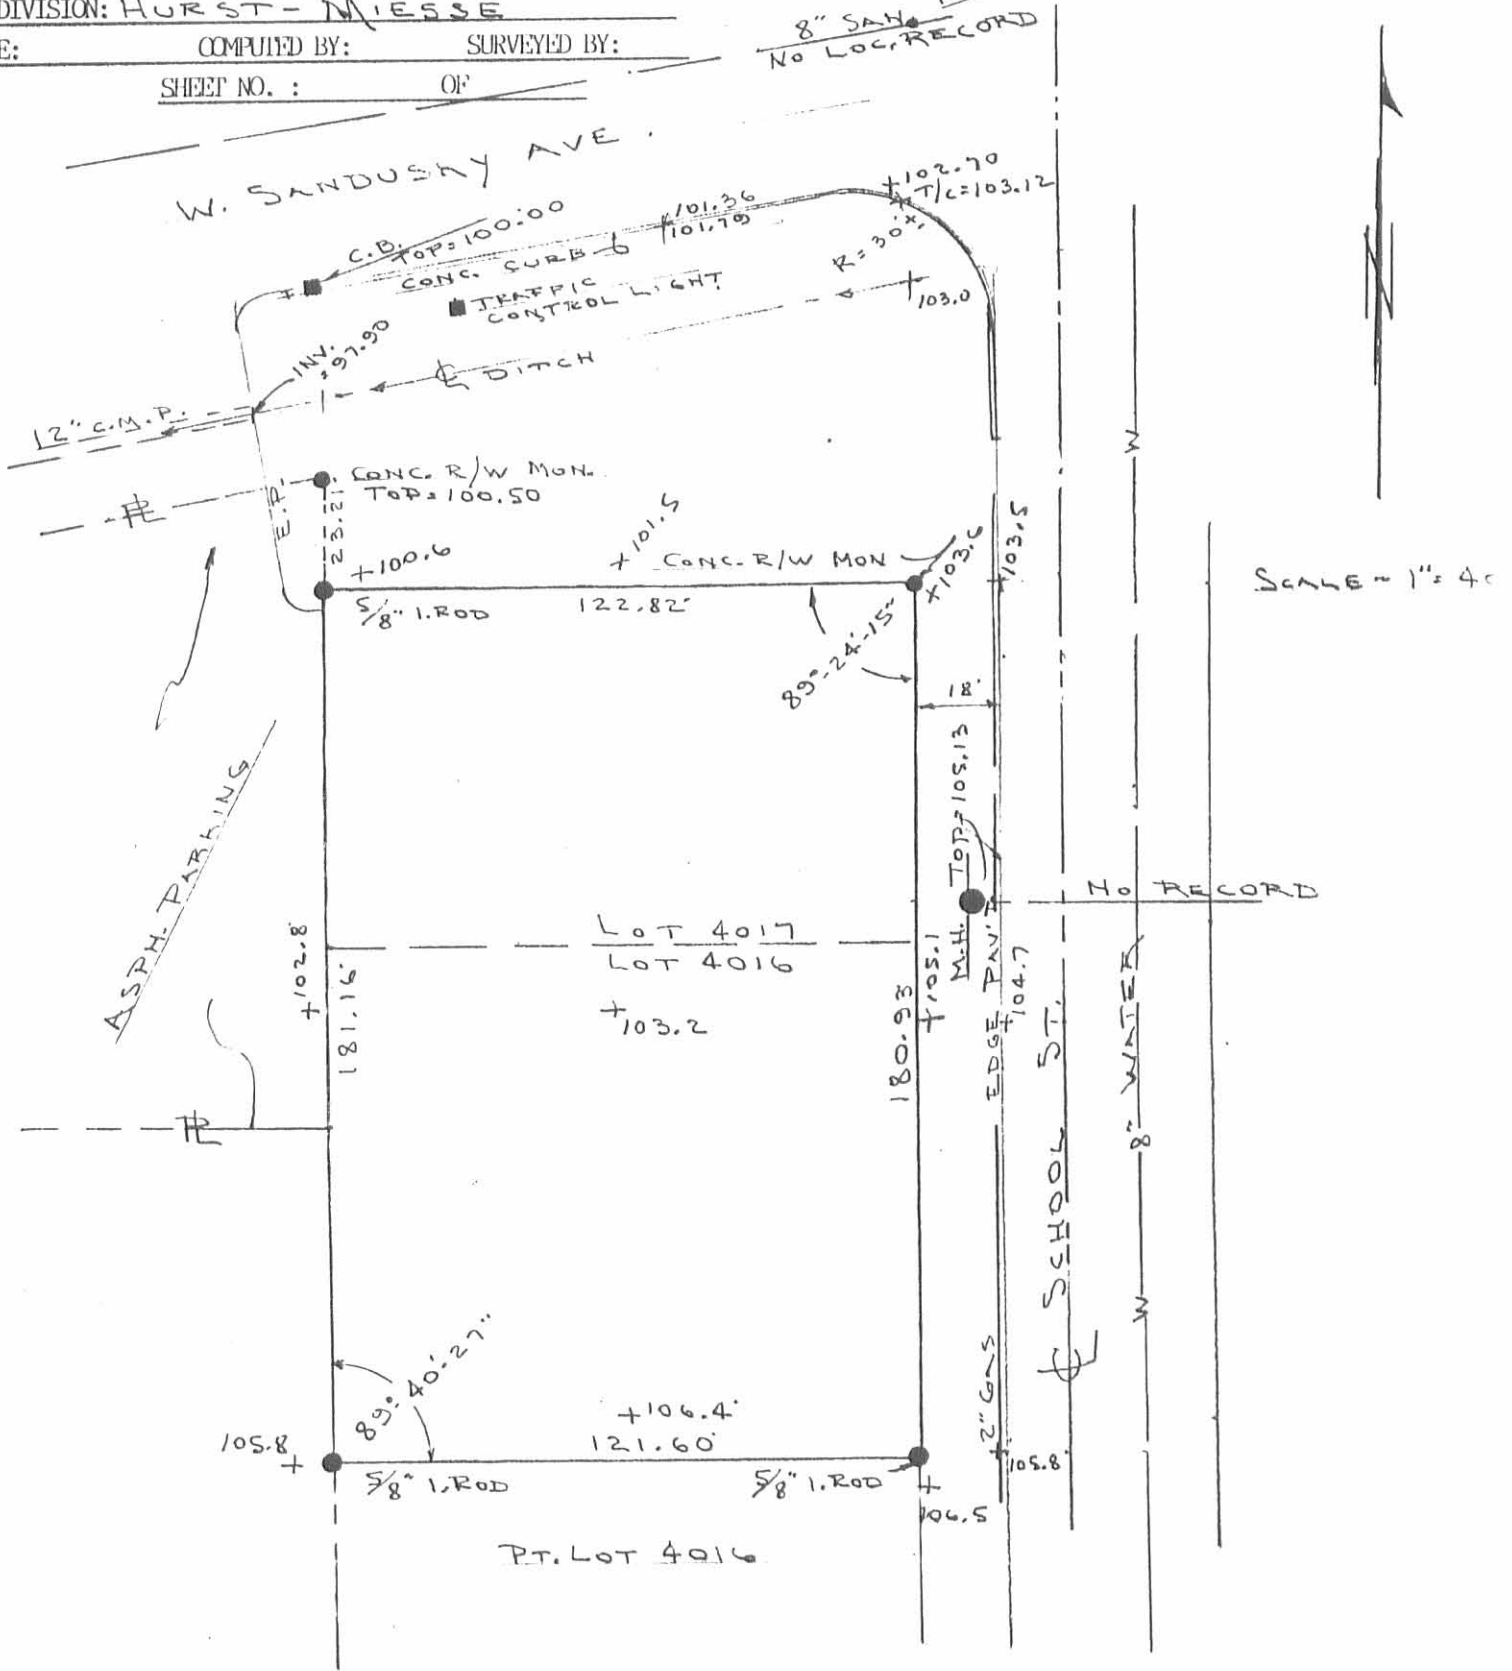 DIVISION: HURST - MIESSE
E: COMPUTED BY: SURVEYED BY:
SHEET NO. : OF
8" SAN.
NO LOC. RECORD
W. SANDUSKY AVE.
+102.70
T/C=103.12
101.36
101.79
C.B.
TOP=100.00
CONC. CURB
R=30'±
TRAFFIC
CONTROL LIGHT
103.0
INV.
=97.90
℄ DITCH
12" C.M.P.
CONC. R/W MON.
TOP=100.50
℄
E.P.
23.21
+100.6
+101.5
CONC. R/W MON
+103.6
+103.5
SCALE ~ 1"= 40
5/8" I.ROD
122.82'
89°-24'-15"
18'
W
TOP=105.13
M.H.
NO RECORD
ASPH. PARKING
LOT 4017
LOT 4016
+102.8
181.16'
+103.2
180.93
+105.1
EDGE PAV'T
+104.7
SCHOOL ST.
8" WATER
PL
89°-40'-27"
+106.4'
121.60'
105.8
+
5/8" I.ROD
5/8" I.ROD
+
106.5
2" GAS
105.8
℄
W
PT. LOT 4016
N